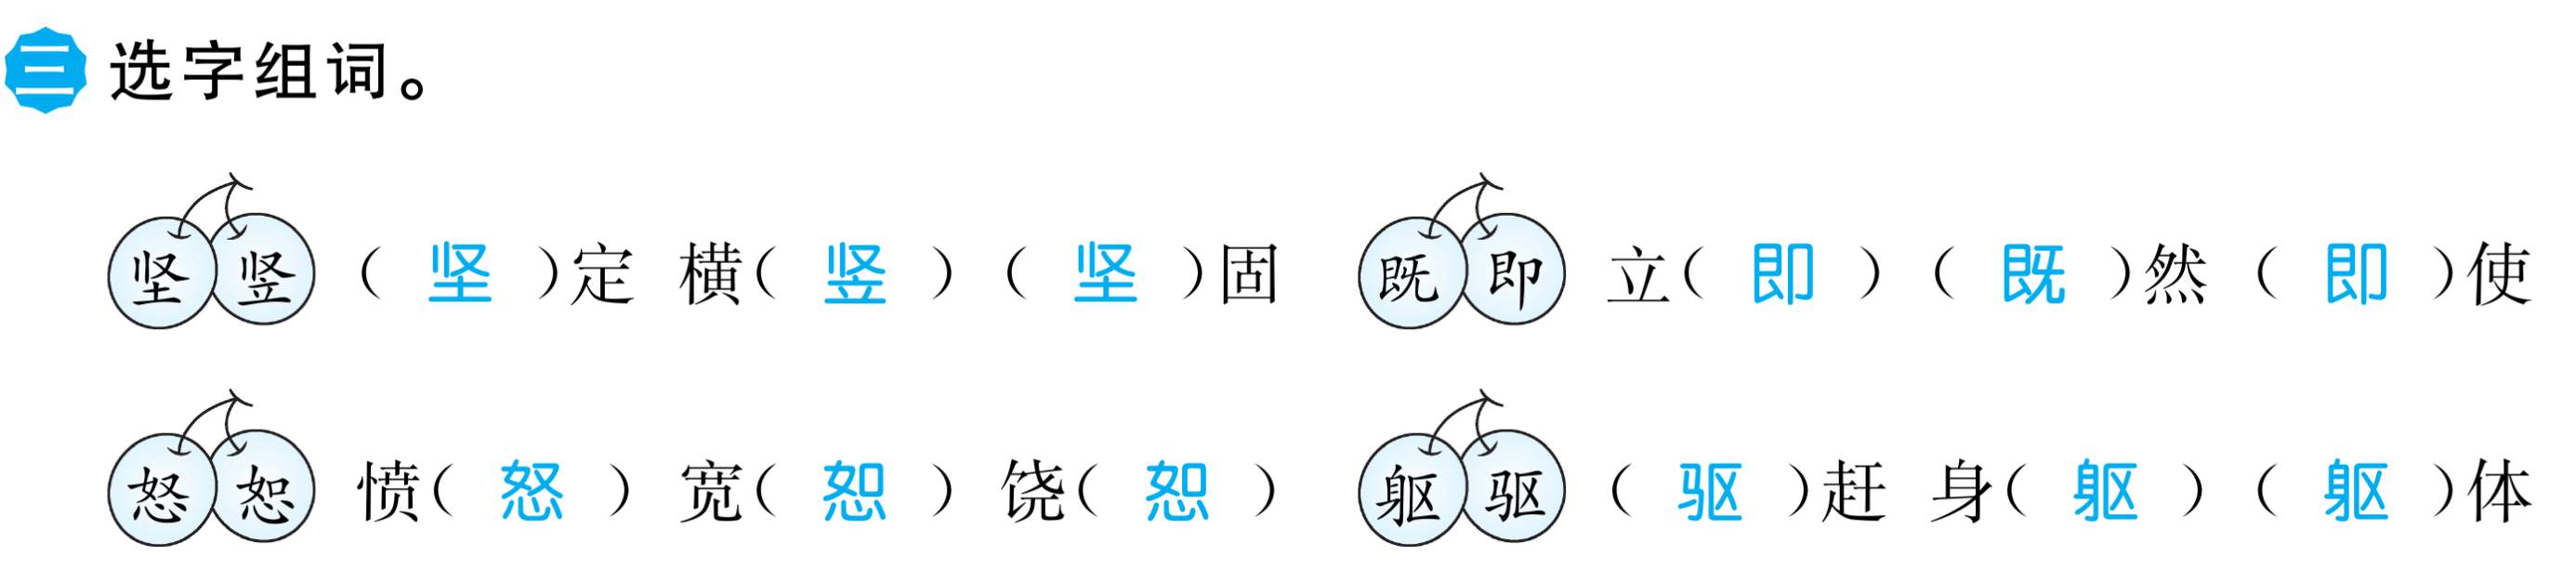 三 选字组词。
坚 竖 （ 坚 ）定 横（ 竖 ）（ 坚 ）固 既 即 立（ 即 ）（ 既 ）然 （ 即 ）使
怒 恕 愤（ 怒 ） 宽（ 恕 ） 饶（ 恕 ） 躯 驱 （ 驱 ）赶 身（ 躯 ）（ 躯 ）体